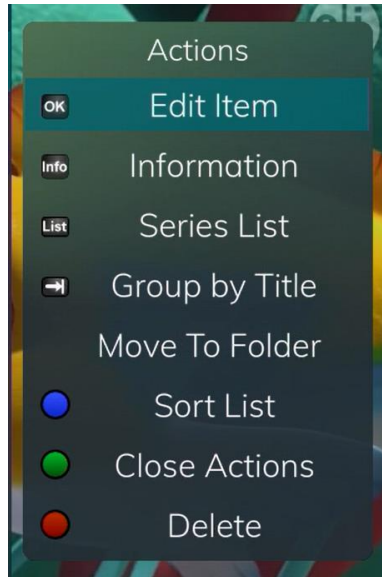 Actions
OK Edit Item
Info Information
List Series List
Group by Title
Move To Folder
Sort List
Close Actions
Delete